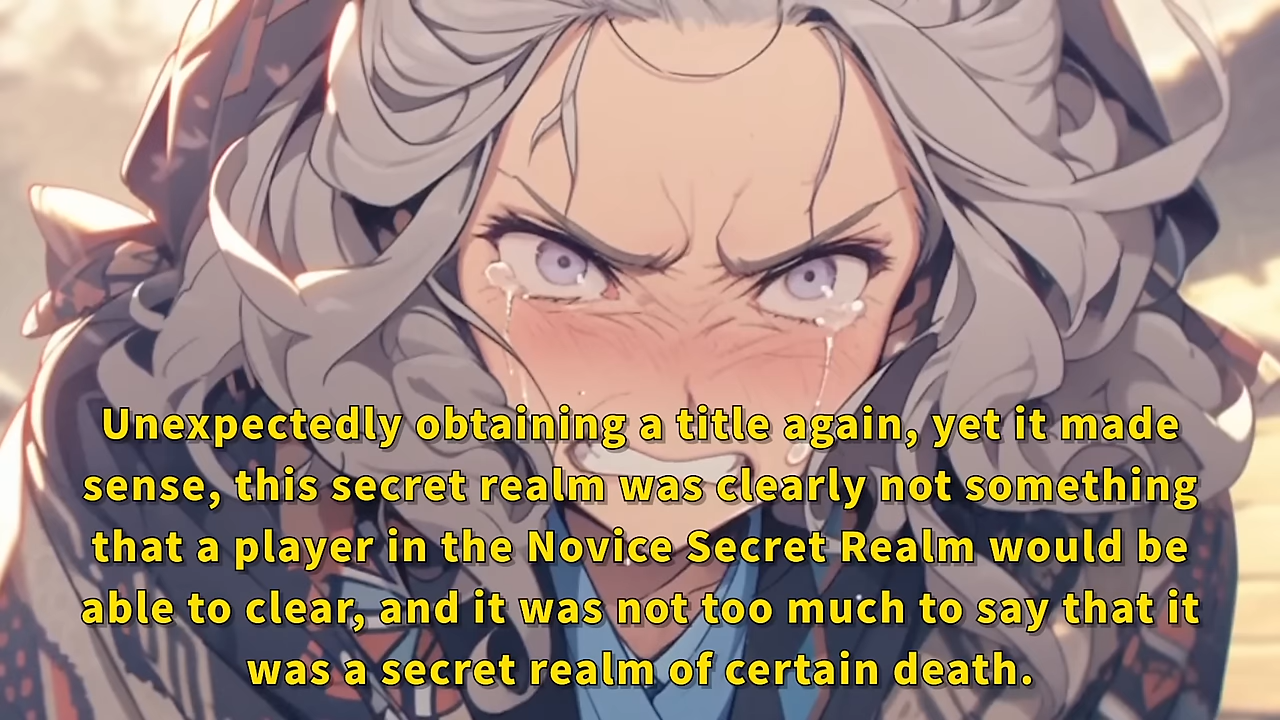 Unexpectedly obtaining a title again, yet it made
sense, this secret realm was clearly not something
that a player in the Novice Secret Realm would be
able to clear, and it was not too much to say that it
was a secret realm of certain death.